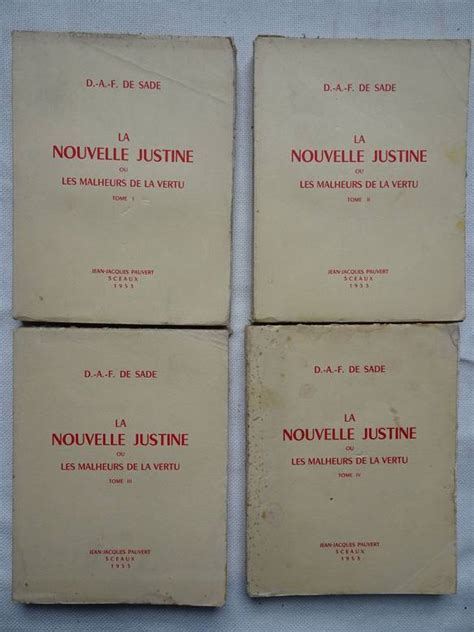 D.-A.-F. DE SADE
LA
NOUVELLE JUSTINE
OU
LES MALHEURS DE LA VERTU
TOME I
JEAN-JACQUES PAUVERT
SCEAUX
1953
D.-A.-F. DE SADE
LA
NOUVELLE JUSTINE
OU
LES MALHEURS DE LA VERTU
TOME II
JEAN-JACQUES PAUVERT
SCEAUX
1953
D.-A.-F. DE SADE
LA
NOUVELLE JUSTINE
OU
LES MALHEURS DE LA VERTU
TOME III
JEAN-JACQUES PAUVERT
SCEAUX
1953
D.-A.-F. DE SADE
LA
NOUVELLE JUSTINE
OU
LES MALHEURS DE LA VERTU
TOME IV
JEAN-JACQUES PAUVERT
SCEAUX
1953